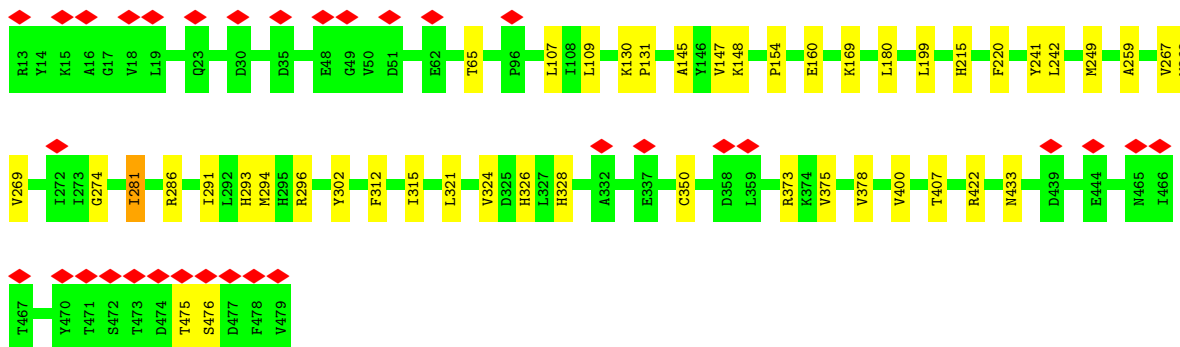 R13 Y14 K15 A16 G17 V18 L19 Q23 D30 D35 E48 G49 V50 D51 E62 T65 P96 L107 I108 L109 K130 P131 A145 Y146 V147 K148 P154 E160 K169 L180 L199 H215 F220 Y241 L242 M249 A259 V267
V269 I272 I273 G274 I281 R286 I291 L292 H293 M294 H295 R296 Y302 F312 I315 L321 V324 D325 H326 L327 H328 A332 E337 C350 D358 L359 R373 K374 V375 V378 V400 T407 R422 N433 D439 E444 N465 I466
T467 Y470 T471 S472 T473 D474 T475 S476 D477 F478 V479